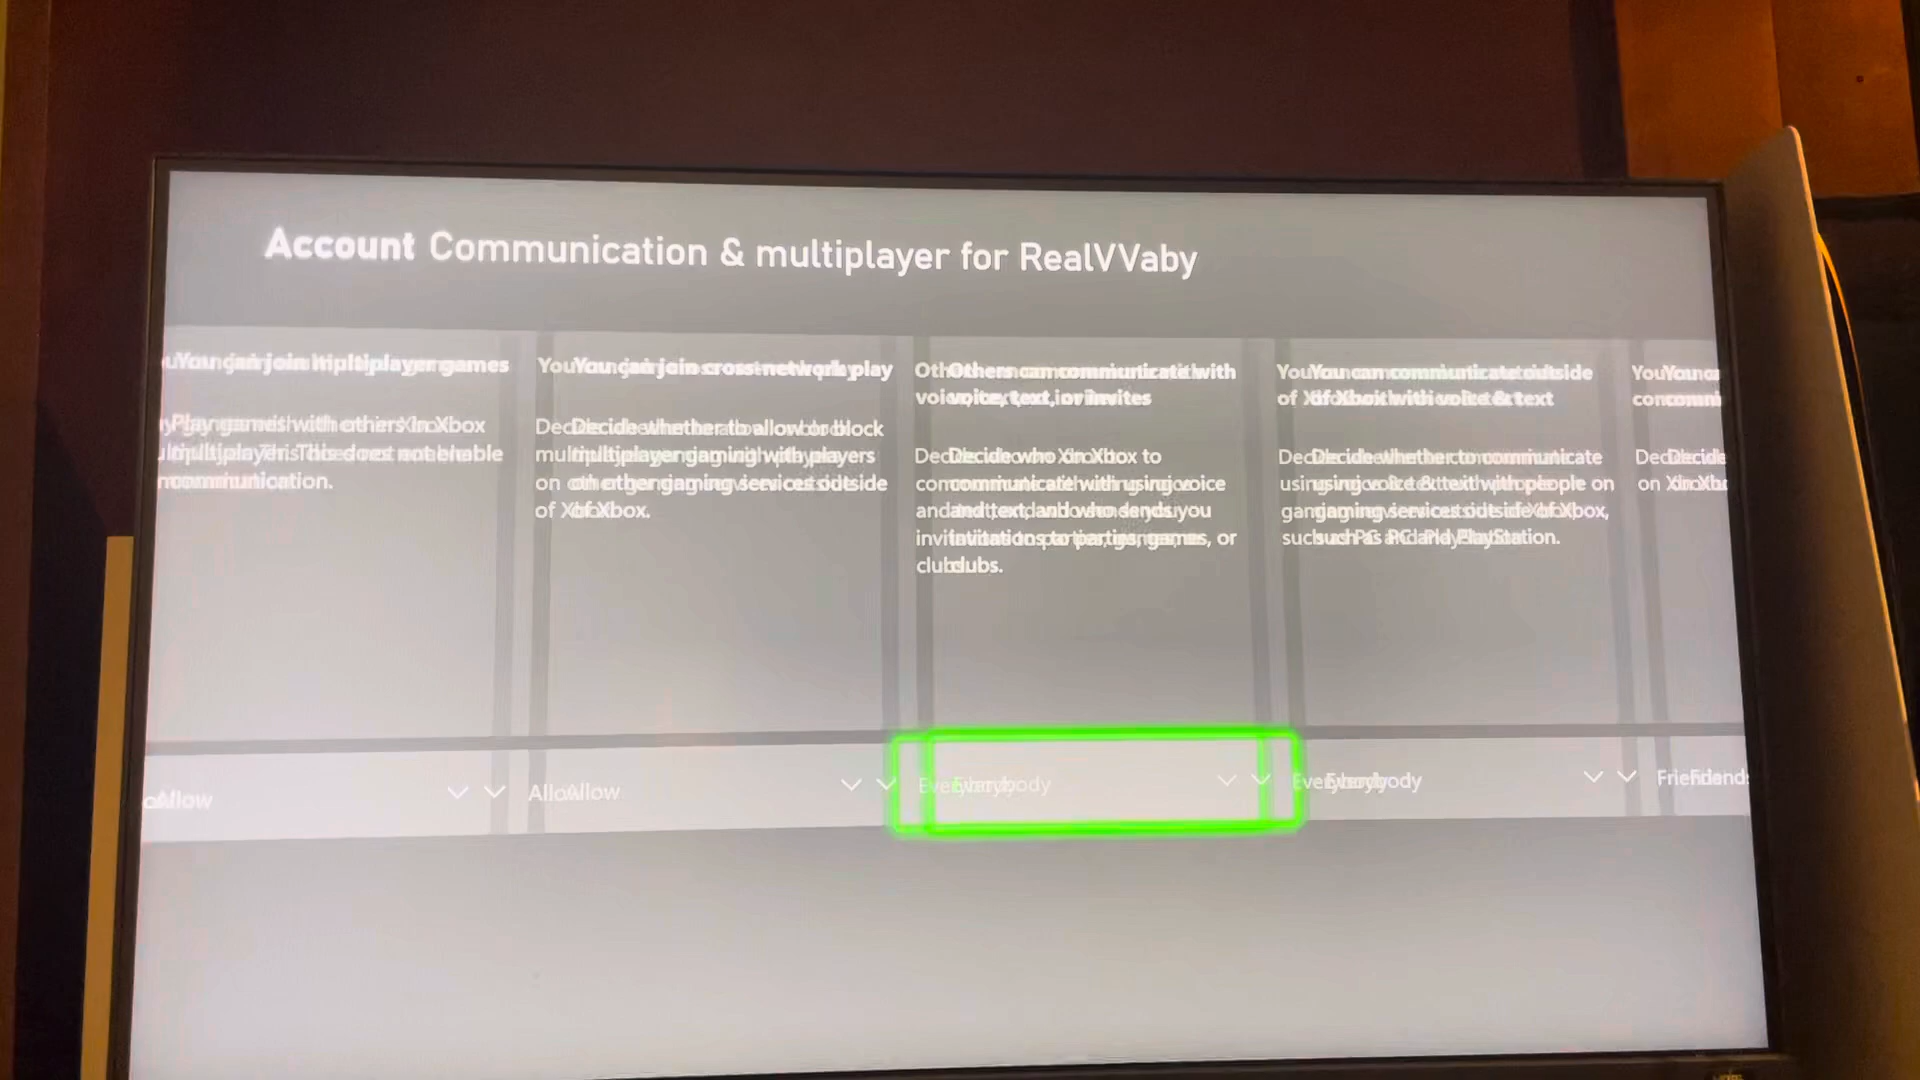 Account Communication & multiplayer for RealVVaby
You can join multiplayer games
Play games with others in Xbox
multiplayer. This does not enable
communication.
Allow
You can join cross-network play
Decide whether to allow or block
multiplayer gaming with players
on other gaming services outside
of Xbox.
Allow
Others can communicate with
voice, text, or invites
Decide who on Xbox to
communicate with using voice
and text, and who sends you
invitations to parties, games, or
clubs.
Everybody
You can communicate outside
of Xbox with voice & text
Decide whether to communicate
using voice & text with people on
gaming services outside of Xbox,
such as PC and PlayStation.
Everybody
You
Decide
on Xbox
Friends